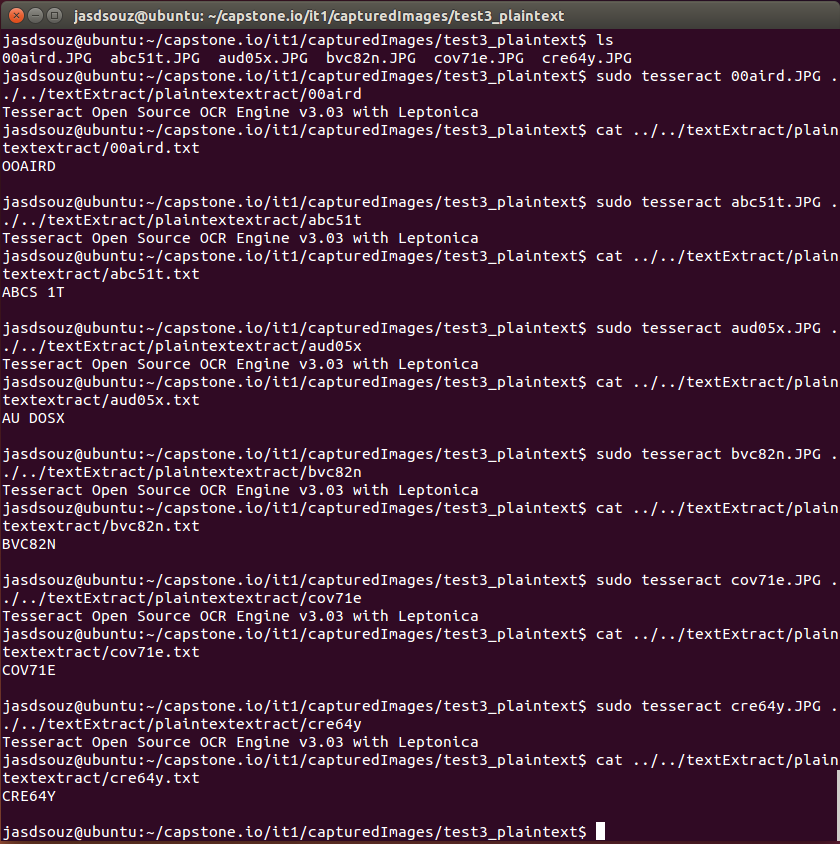 jasdsouz@ubuntu: ~/capstone.io/it1/capturedImages/test3_plaintext
jasdsouz@ubuntu:~/capstone.io/it1/capturedImages/test3_plaintext$ ls
00aird.JPG  abc51t.JPG  aud05x.JPG  bvc82n.JPG  cov71e.JPG  cre64y.JPG
jasdsouz@ubuntu:~/capstone.io/it1/capturedImages/test3_plaintext$ sudo tesseract 00aird.JPG .
./../textExtract/plaintextextract/00aird
Tesseract Open Source OCR Engine v3.03 with Leptonica
jasdsouz@ubuntu:~/capstone.io/it1/capturedImages/test3_plaintext$ cat ../../textExtract/plain
textextract/00aird.txt
OOAIRD
jasdsouz@ubuntu:~/capstone.io/it1/capturedImages/test3_plaintext$ sudo tesseract abc51t.JPG .
./../textExtract/plaintextextract/abc51t
Tesseract Open Source OCR Engine v3.03 with Leptonica
jasdsouz@ubuntu:~/capstone.io/it1/capturedImages/test3_plaintext$ cat ../../textExtract/plain
textextract/abc51t.txt
ABCS 1T
jasdsouz@ubuntu:~/capstone.io/it1/capturedImages/test3_plaintext$ sudo tesseract aud05x.JPG .
./../textExtract/plaintextextract/aud05x
Tesseract Open Source OCR Engine v3.03 with Leptonica
jasdsouz@ubuntu:~/capstone.io/it1/capturedImages/test3_plaintext$ cat ../../textExtract/plain
textextract/aud05x.txt
AU DOSX
jasdsouz@ubuntu:~/capstone.io/it1/capturedImages/test3_plaintext$ sudo tesseract bvc82n.JPG .
./../textExtract/plaintextextract/bvc82n
Tesseract Open Source OCR Engine v3.03 with Leptonica
jasdsouz@ubuntu:~/capstone.io/it1/capturedImages/test3_plaintext$ cat ../../textExtract/plain
textextract/bvc82n.txt
BVC82N
jasdsouz@ubuntu:~/capstone.io/it1/capturedImages/test3_plaintext$ sudo tesseract cov71e.JPG .
./../textExtract/plaintextextract/cov71e
Tesseract Open Source OCR Engine v3.03 with Leptonica
jasdsouz@ubuntu:~/capstone.io/it1/capturedImages/test3_plaintext$ cat ../../textExtract/plain
textextract/cov71e.txt
COV71E
jasdsouz@ubuntu:~/capstone.io/it1/capturedImages/test3_plaintext$ sudo tesseract cre64y.JPG .
./../textExtract/plaintextextract/cre64y
Tesseract Open Source OCR Engine v3.03 with Leptonica
jasdsouz@ubuntu:~/capstone.io/it1/capturedImages/test3_plaintext$ cat ../../textExtract/plain
textextract/cre64y.txt
CRE64Y
jasdsouz@ubuntu:~/capstone.io/it1/capturedImages/test3_plaintext$